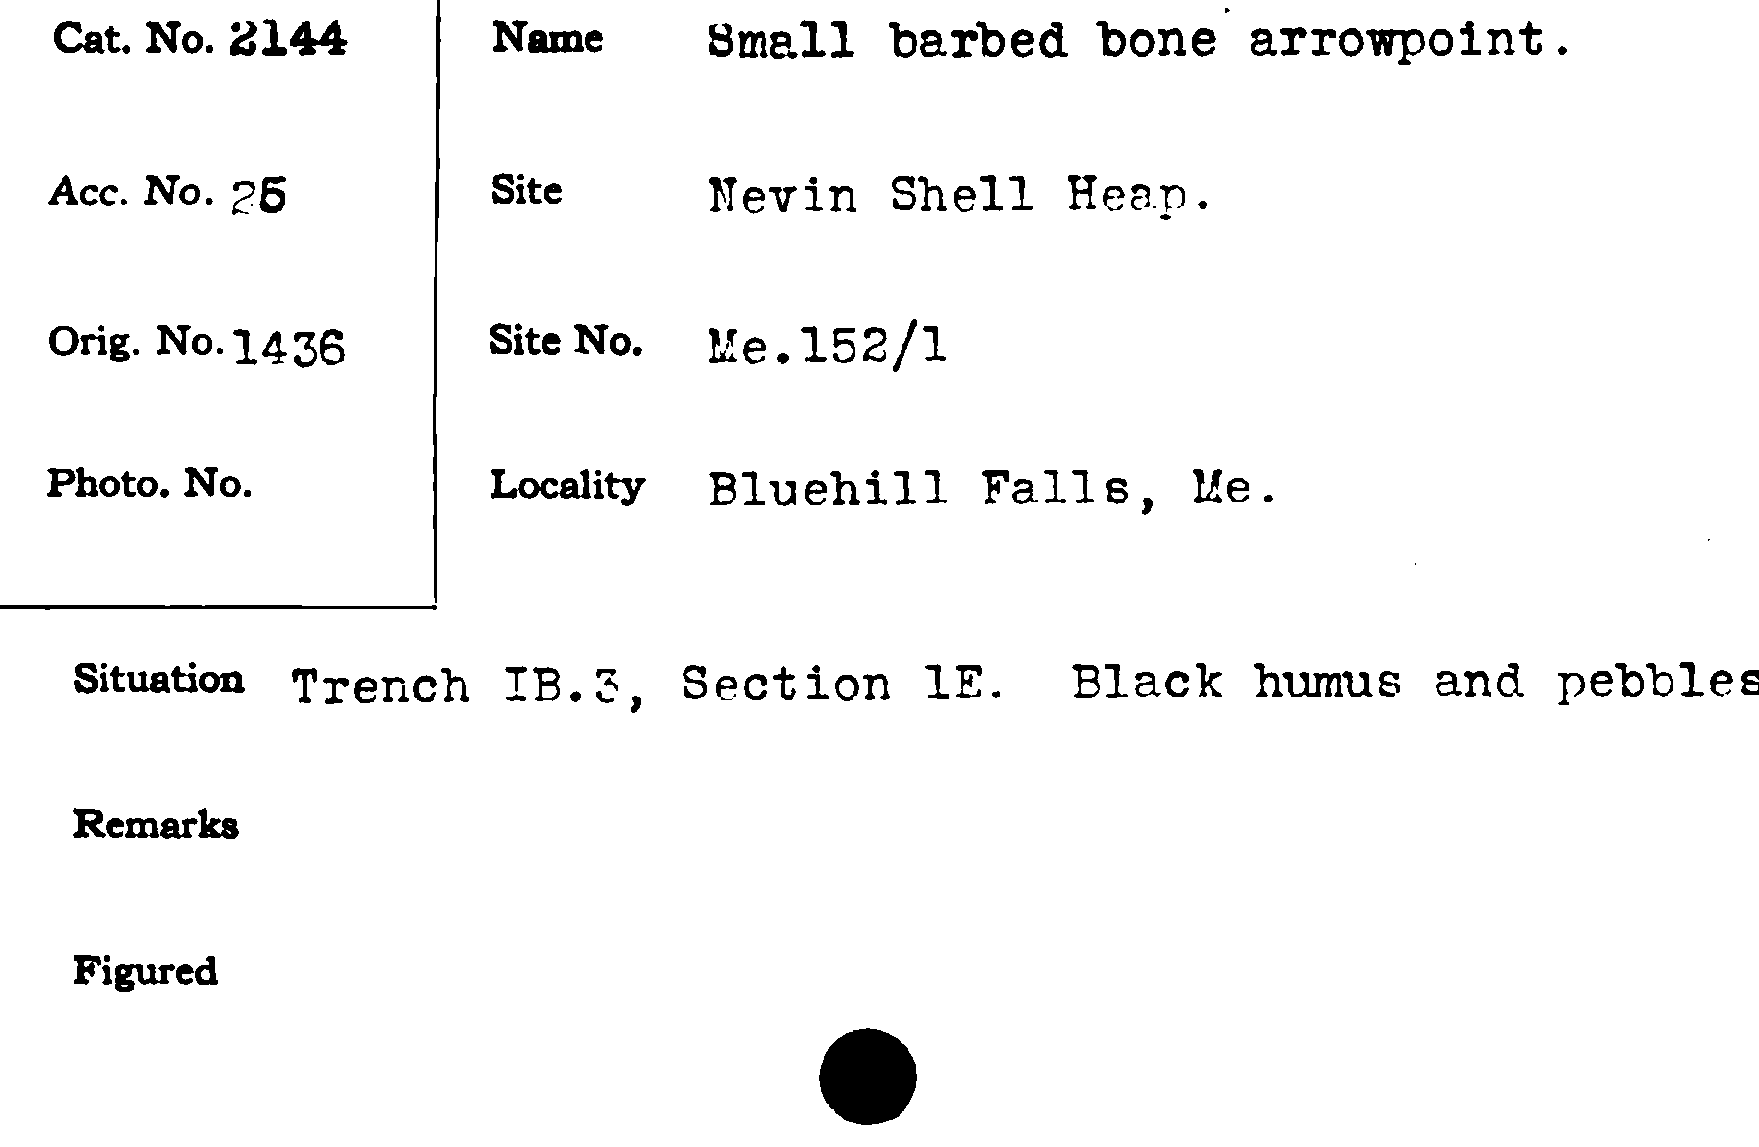 Cat. No. 2144 Name Small barbed bone arrowpoint.
Acc. No. 25 Site Nevin Shell Heap.
Orig. No. 1436 Site No. Me.152/1
Photo. No. Locality Bluehill Falls, Me.
Situation Trench IB.3, Section 1E. Black humus and pebbles
Remarks
Figured